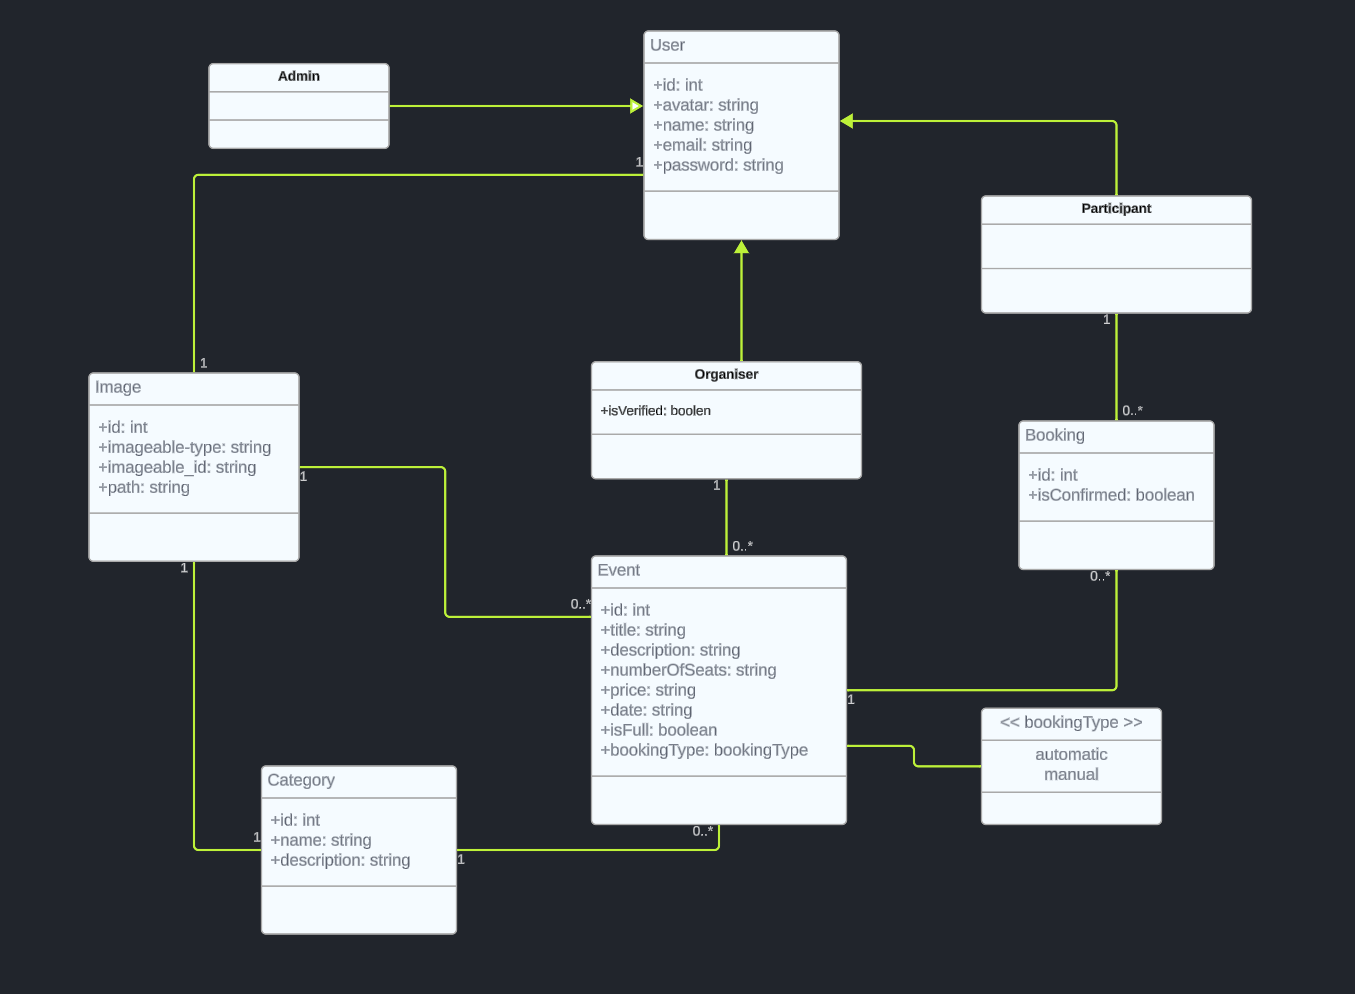 User
+id: int
+avatar: string
+name: string
+email: string
+password: string
Admin
1
Participant
1
1
Image
+id: int
+imageable-type: string
+imageable_id: string
+path: string
1
1
Organiser
+isVerified: boolen
1
0..*
0..*
Booking
+id: int
+isConfirmed: boolean
0..*
0..*
Event
+id: int
+title: string
+description: string
+numberOfSeats: string
+price: string
+date: string
+isFull: boolean
+bookingType: bookingType
1
<< bookingType >>
automatic
manual
Category
+id: int
+name: string
+description: string
1
1
0..*